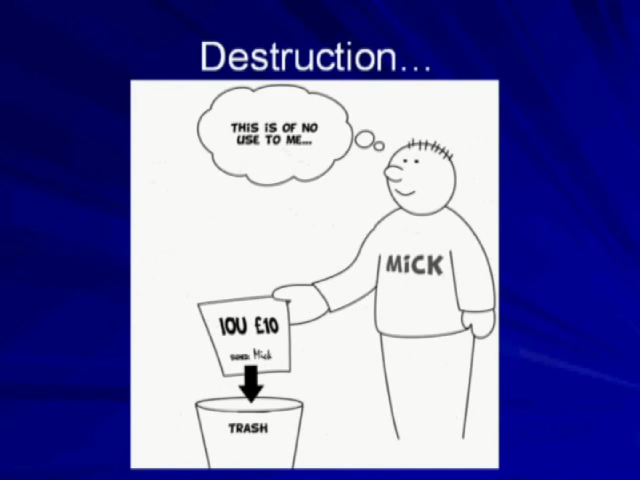 Destruction...
THIS IS OF NO
USE TO ME...
MiCK
IOU £10
SIGNED: Mick
TRASH